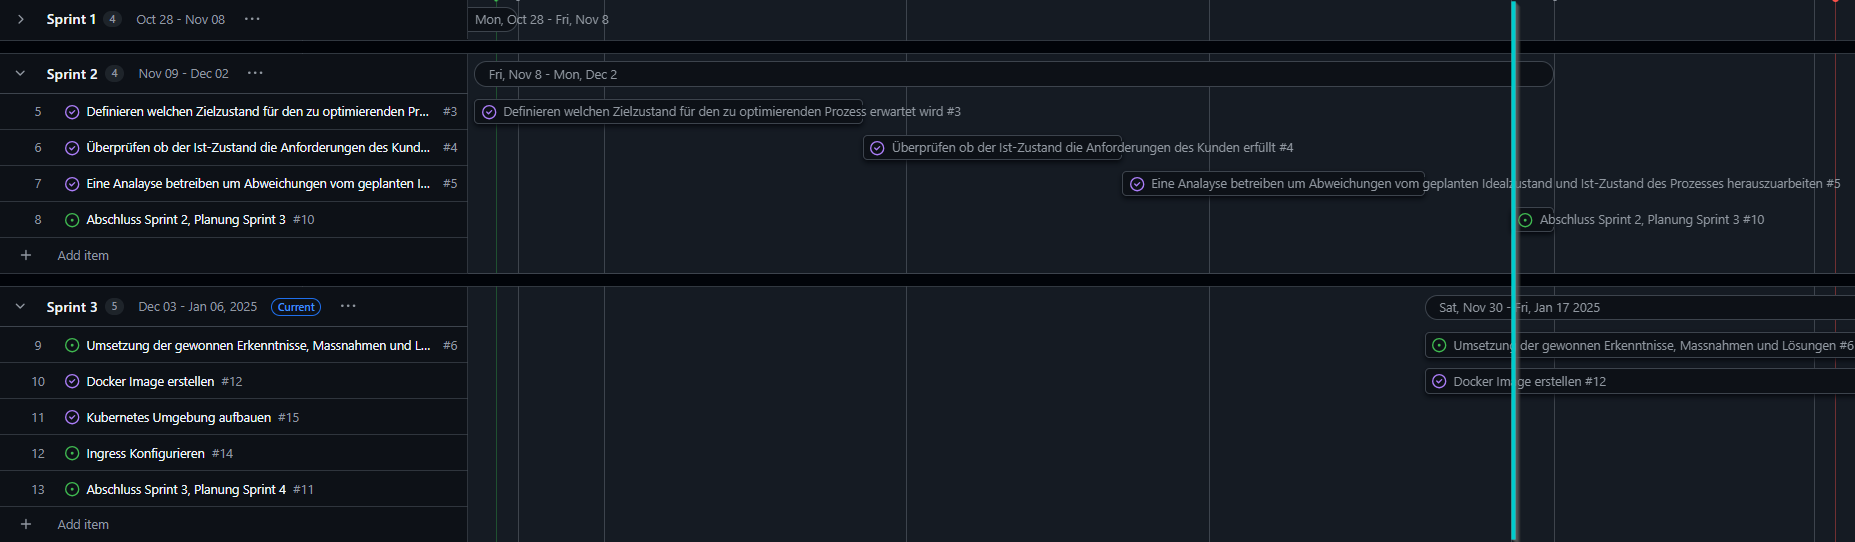 Sprint 1 4 Oct 28 - Nov 08 ... Mon, Oct 28 - Fri, Nov 8
Sprint 2 4 Nov 09 - Dec 02 ... Fri, Nov 8 - Mon, Dec 2
5 Definieren welchen Zielzustand für den zu optimierenden Pr... #3 Definieren welchen Zielzustand für den zu optimierenden Prozess erwartet wird #3
6 Überprüfen ob der Ist-Zustand die Anforderungen des Kund... #4 Überprüfen ob der Ist-Zustand die Anforderungen des Kunden erfüllt #4
7 Eine Analayse betreiben um Abweichungen vom geplanten I... #5 Eine Analayse betreiben um Abweichungen vom geplanten Idealzustand und Ist-Zustand des Prozesses herauszuarbeiten #5
8 Abschluss Sprint 2, Planung Sprint 3 #10 Abschluss Sprint 2, Planung Sprint 3 #10
+ Add item
Sprint 3 5 Dec 03 - Jan 06, 2025 Current ... Sat, Nov 30 - Fri, Jan 17 2025
9 Umsetzung der gewonnen Erkenntnisse, Massnahmen und L... #6 Umsetzung der gewonnen Erkenntnisse, Massnahmen und Lösungen #6
10 Docker Image erstellen #12 Docker Image erstellen #12
11 Kubernetes Umgebung aufbauen #15
12 Ingress Konfigurieren #14
13 Abschluss Sprint 3, Planung Sprint 4 #11
+ Add item